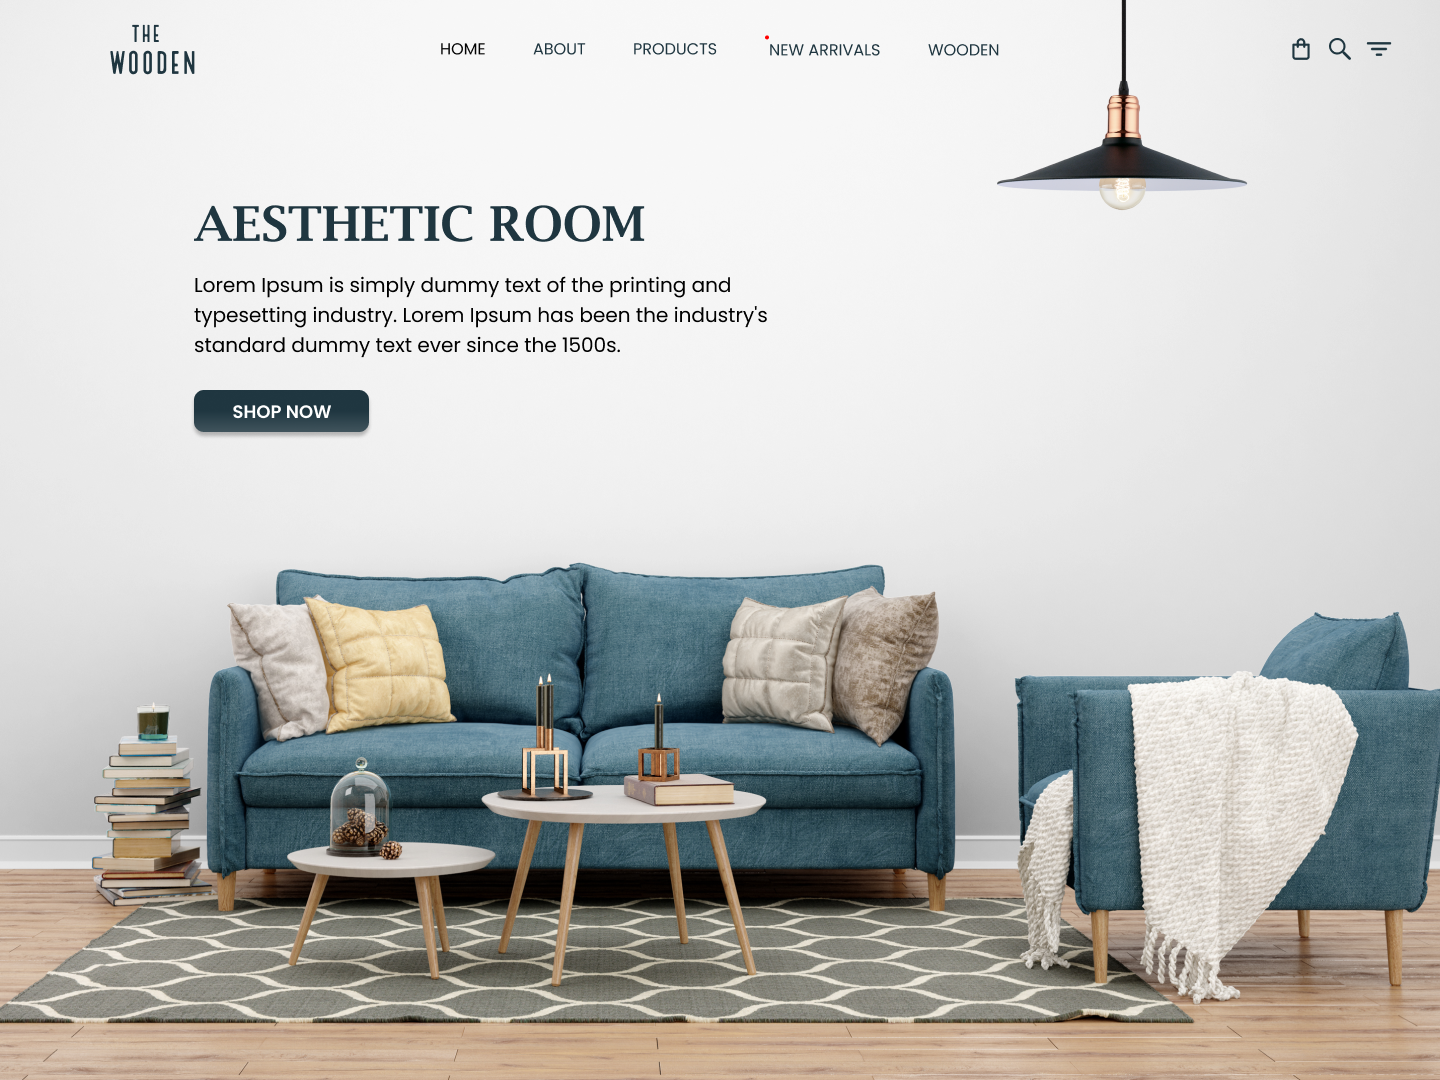 THE
WOODEN
HOME ABOUT PRODUCTS NEW ARRIVALS WOODEN
AESTHETIC ROOM
Lorem Ipsum is simply dummy text of the printing and
typesetting industry. Lorem Ipsum has been the industry's
standard dummy text ever since the 1500s.
SHOP NOW